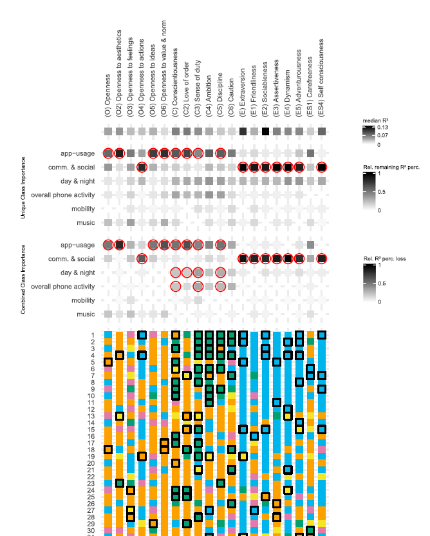 (O) Openness
(O2) Openness to aesthetics
(O3) Openness to feelings
(O4) Openness to actions
(O5) Openness to ideas
(O6) Openness to value & norm
(C) Conscientiousness
(C2) Love of order
(C3) Sense of duty
(C4) Ambition
(C5) Discipline
(C6) Caution
(E) Extraversion
(E1) Friendliness
(E2) Sociableness
(E3) Assertiveness
(E4) Dynamism
(E5) Adventurousness
(ES1) Carefreeness
(ES4) Self consciousness
median R²
0.13
0.07
Unique Class Importance
app-usage
comm. & social
day & night
overall phone activity
mobility
music
Rel. remaining R² perc.
1
0.5
0
Combined Class Importance
app-usage
comm. & social
day & night
overall phone activity
mobility
music
Rel. R² perc. loss
1
0.5
0
1
2
3
4
5
6
7
8
9
10
11
12
13
14
15
16
17
18
19
20
21
22
23
24
25
26
27
28
29
30